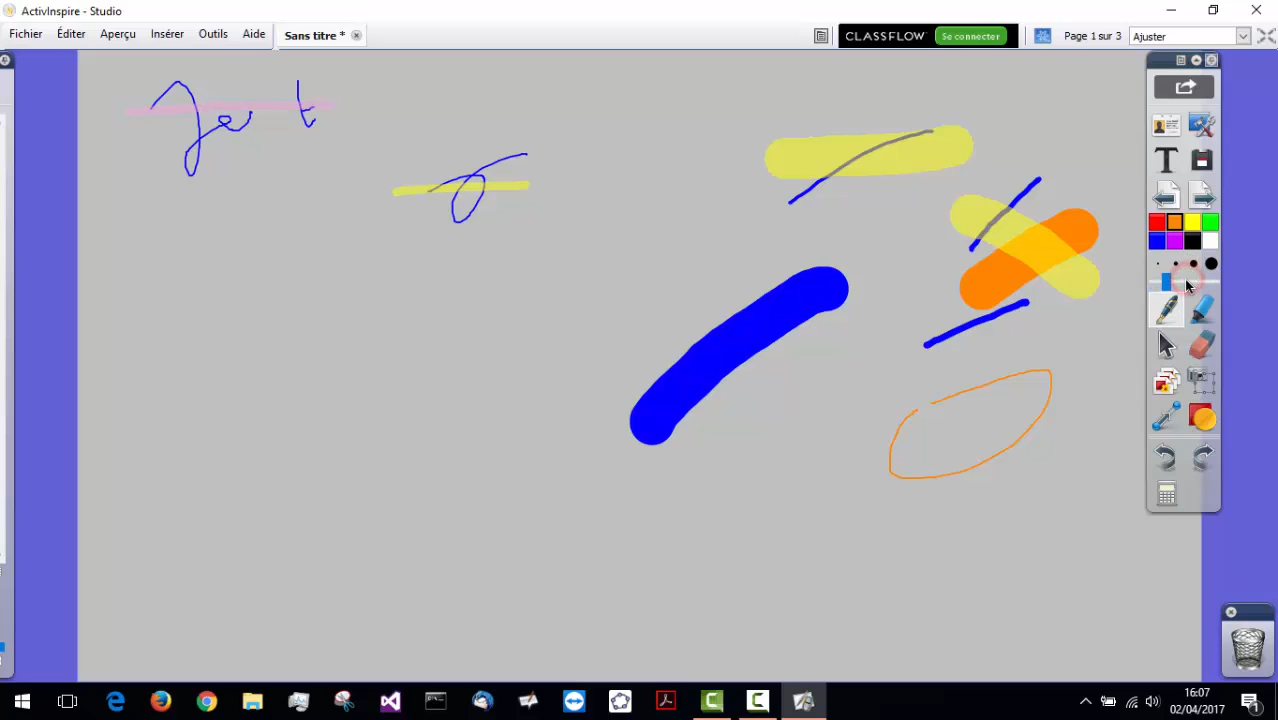 ActivInspire - Studio
Fichier Éditer Aperçu Insérer Outils Aide Sans titre *
CLASSFLOW Se connecter Page 1 sur 3 Ajuster
Je t
T
16:07
02/04/2017